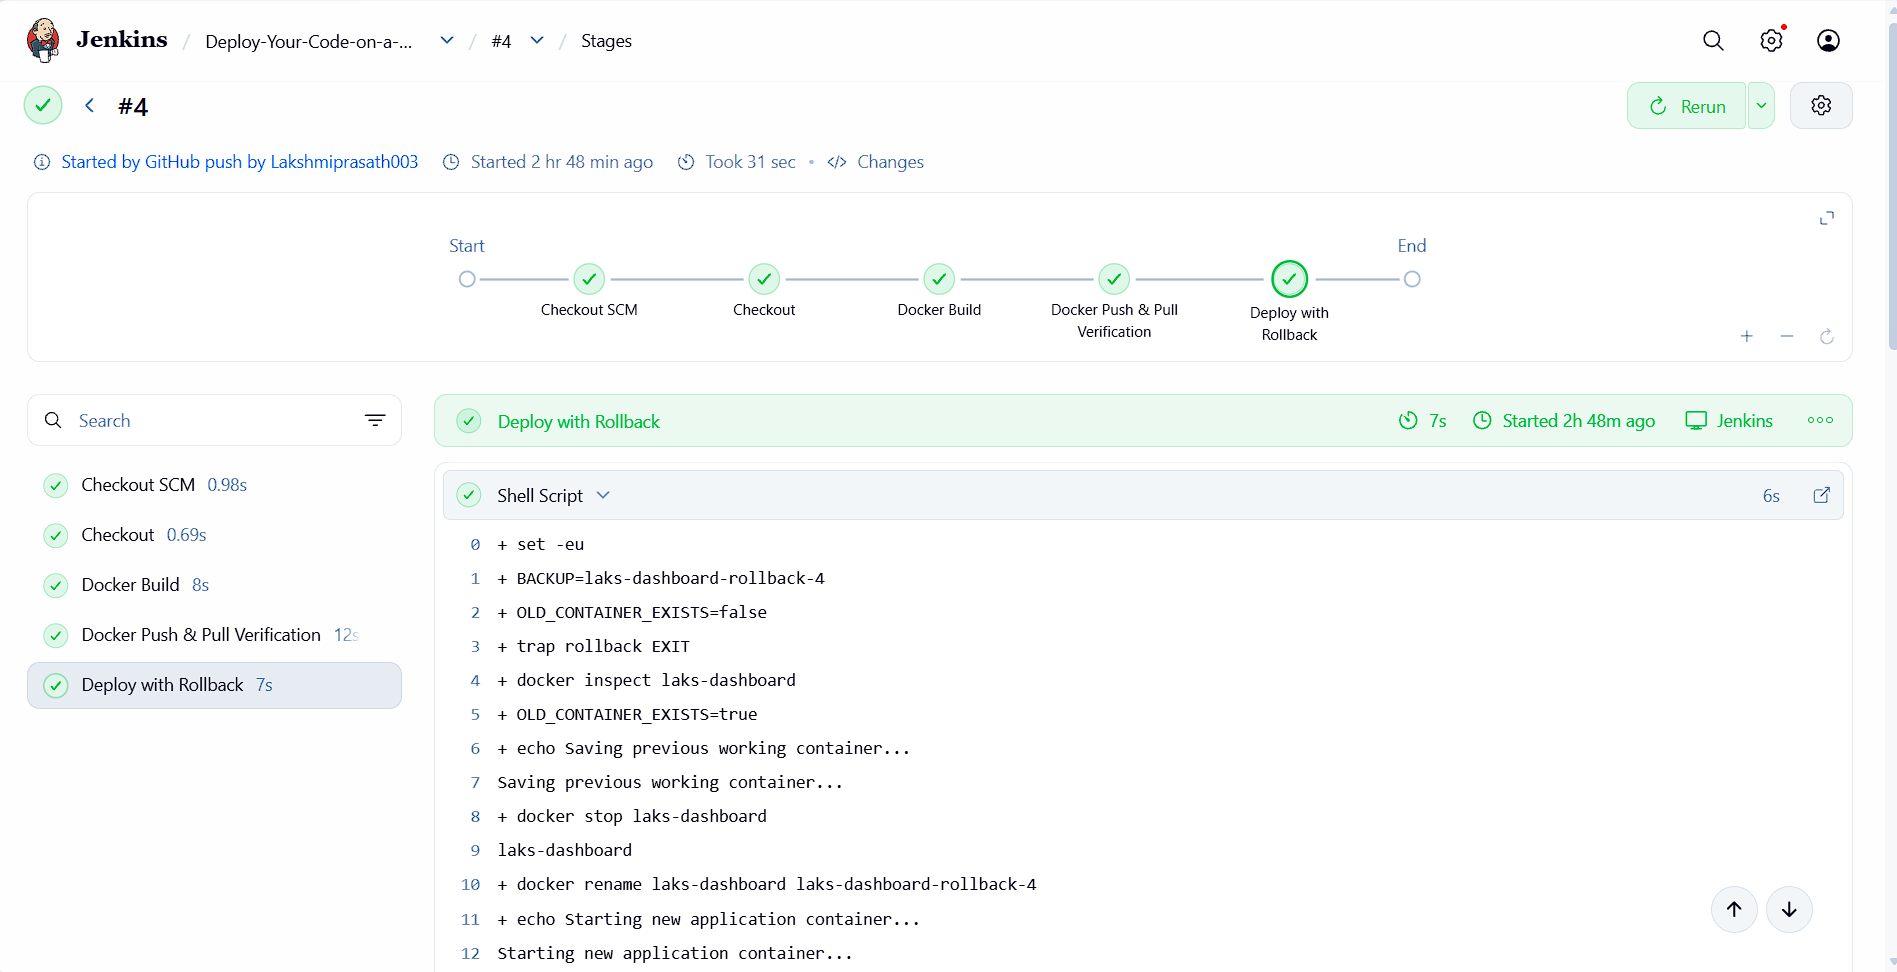 Jenkins / Deploy-Your-Code-on-a-... / #4 / Stages
#4
Rerun
Started by GitHub push by Lakshmiprasath003 Started 2 hr 48 min ago Took 31 sec • </> Changes
Start End
Checkout SCM Checkout Docker Build Docker Push & Pull Verification Deploy with Rollback
Search
Checkout SCM 0.98s
Checkout 0.69s
Docker Build 8s
Docker Push & Pull Verification 12s
Deploy with Rollback 7s
Deploy with Rollback 7s Started 2h 48m ago Jenkins
Shell Script 6s
0 + set -eu
1 + BACKUP=laks-dashboard-rollback-4
2 + OLD_CONTAINER_EXISTS=false
3 + trap rollback EXIT
4 + docker inspect laks-dashboard
5 + OLD_CONTAINER_EXISTS=true
6 + echo Saving previous working container...
7 Saving previous working container...
8 + docker stop laks-dashboard
9 laks-dashboard
10 + docker rename laks-dashboard laks-dashboard-rollback-4
11 + echo Starting new application container...
12 Starting new application container...